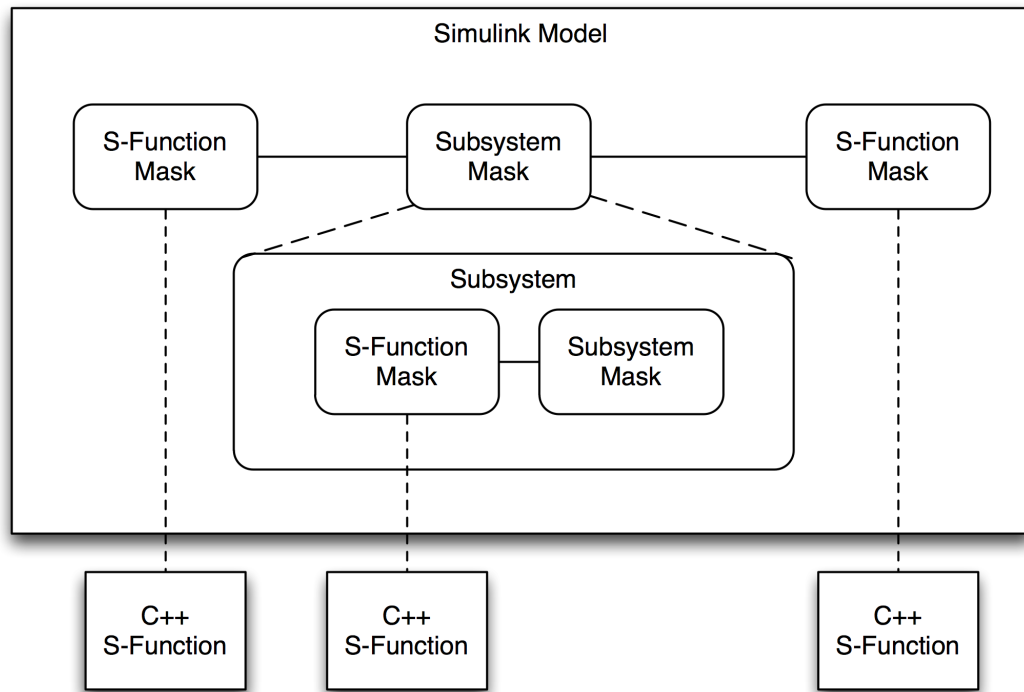 Simulink Model
S-Function
Mask
Subsystem
Mask
S-Function
Mask
Subsystem
S-Function
Mask
Subsystem
Mask
C++
S-Function
C++
S-Function
C++
S-Function